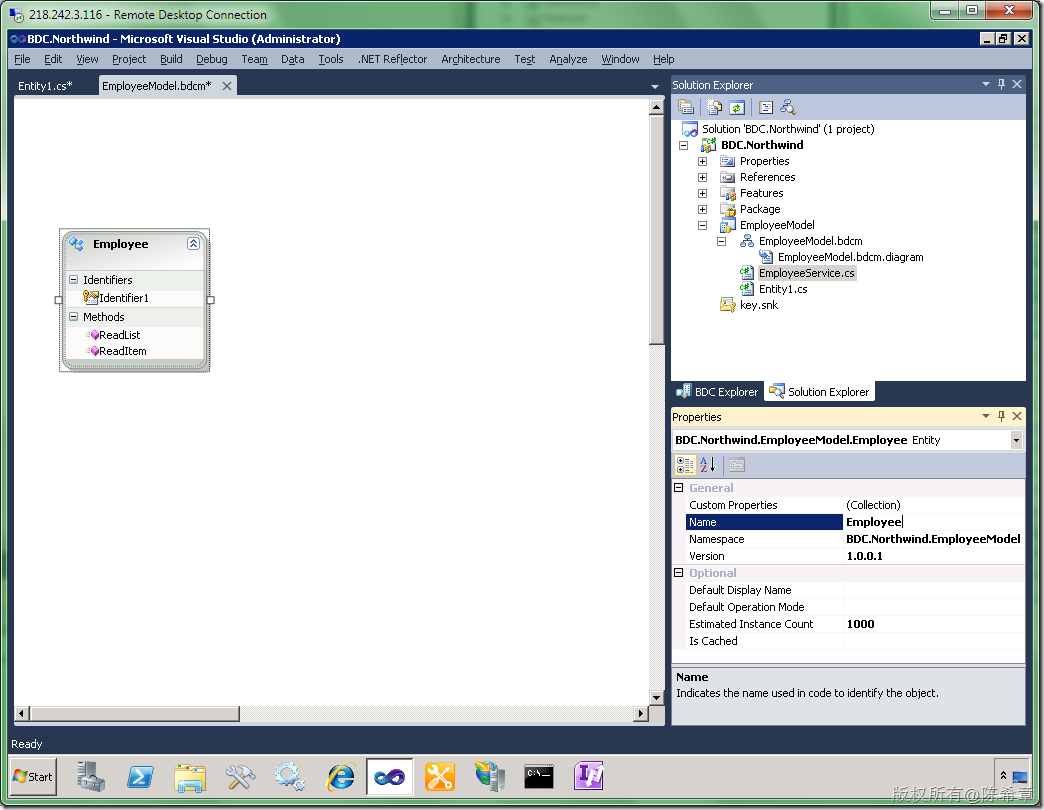 218.242.3.116 - Remote Desktop Connection
BDC.Northwind - Microsoft Visual Studio (Administrator)
File Edit View Project Build Debug Team Data Tools .NET Reflector Architecture Test Analyze Window Help
Entity1.cs* EmployeeModel.bdcm*
Employee
Identifiers
Identifier1
Methods
ReadList
ReadItem
Solution Explorer
Solution 'BDC.Northwind' (1 project)
BDC.Northwind
Properties
References
Features
Package
EmployeeModel
EmployeeModel.bdcm
EmployeeModel.bdcm.diagram
EmployeeService.cs
Entity1.cs
key.snk
BDC Explorer Solution Explorer
Properties
BDC.Northwind.EmployeeModel.Employee Entity
General
Custom Properties (Collection)
Name Employee
Namespace BDC.Northwind.EmployeeModel
Version 1.0.0.1
Optional
Default Display Name
Default Operation Mode
Estimated Instance Count 1000
Is Cached
Name
Indicates the name used in code to identify the object.
Ready
Start
版权所有@陈希章